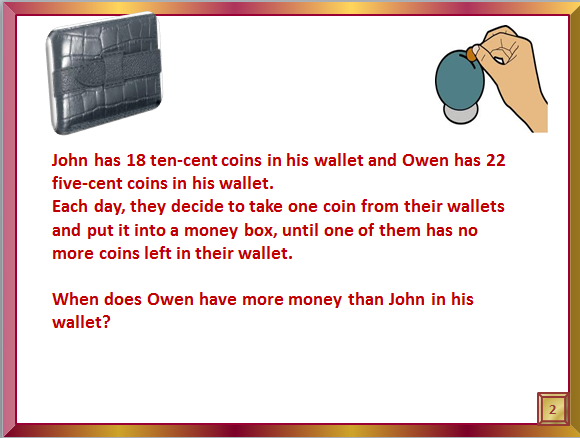 John has 18 ten-cent coins in his wallet and Owen has 22
five-cent coins in his wallet.
Each day, they decide to take one coin from their wallets
and put it into a money box, until one of them has no
more coins left in their wallet.
When does Owen have more money than John in his
wallet?
2